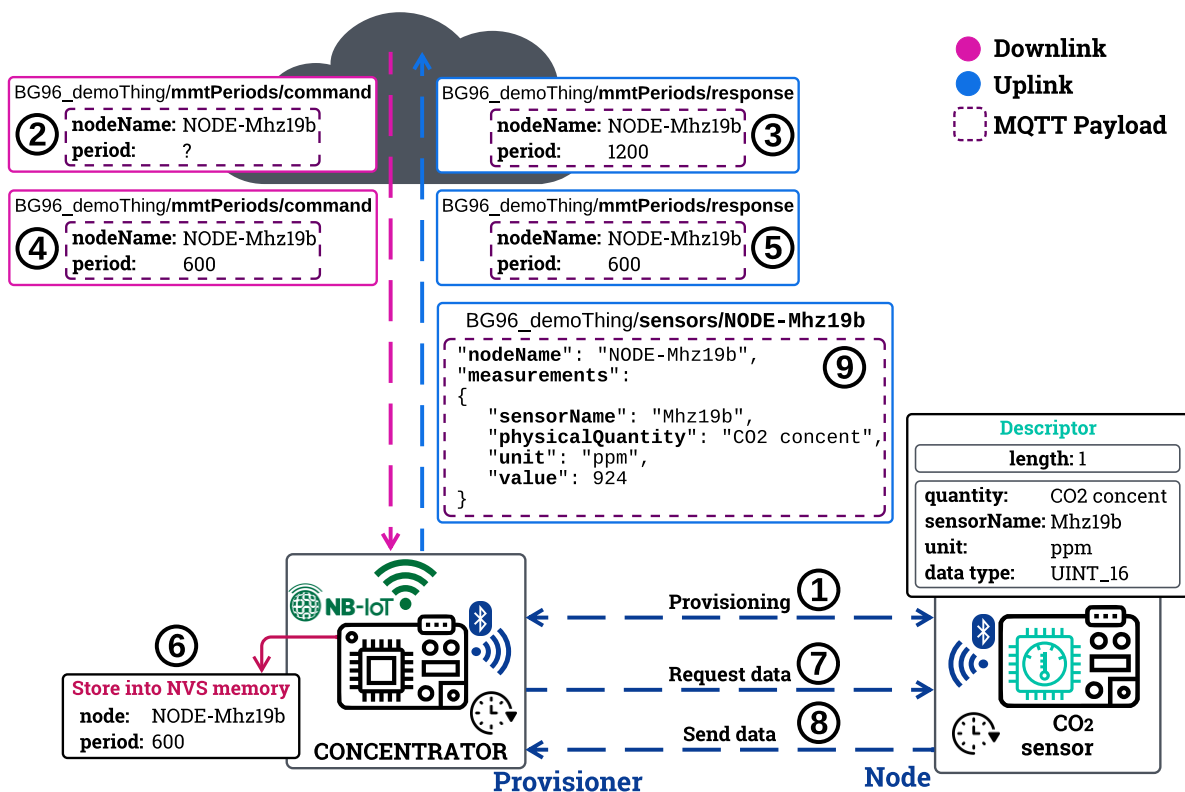 Downlink
Uplink
MQTT Payload
BG96_demoThing/mmtPeriods/command
2
nodeName: NODE-Mhz19b
period: ?
BG96_demoThing/mmtPeriods/response
nodeName: NODE-Mhz19b
period: 1200
3
BG96_demoThing/mmtPeriods/command
4
nodeName: NODE-Mhz19b
period: 600
BG96_demoThing/mmtPeriods/response
nodeName: NODE-Mhz19b
period: 600
5
BG96_demoThing/sensors/NODE-Mhz19b
9
"nodeName": "NODE-Mhz19b",
"measurements":
{
"sensorName": "Mhz19b",
"physicalQuantity": "CO2 concent",
"unit": "ppm",
"value": 924
}
Descriptor
length: 1
quantity: CO2 concent
sensorName: Mhz19b
unit: ppm
data type: UINT_16
NB-IoT
CONCENTRATOR
6
Store into NVS memory
node: NODE-Mhz19b
period: 600
Provisioning 1
Request data 7
Send data 8
CO2
sensor
Provisioner
Node